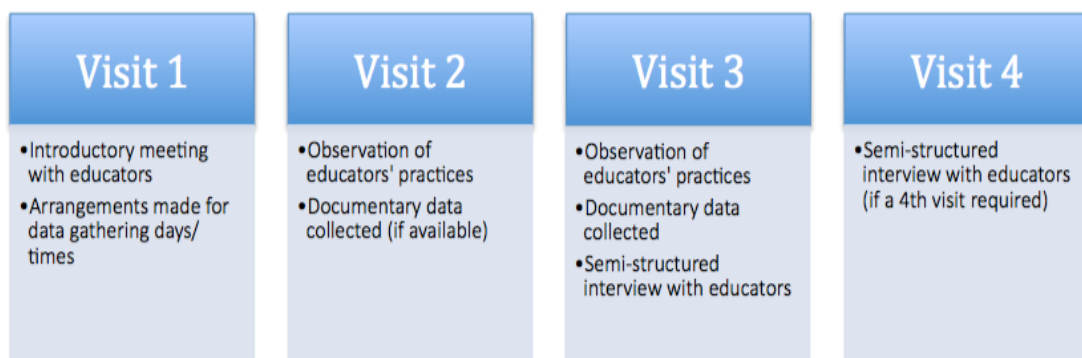 Visit 1
•Introductory meeting
with educators
•Arrangements made for
data gathering days/
times
Visit 2
•Observation of
educators' practices
•Documentary data
collected (if available)
Visit 3
•Observation of
educators' practices
•Documentary data
collected
•Semi-structured
interview with educators
Visit 4
•Semi-structured
interview with educators
(if a 4th visit required)